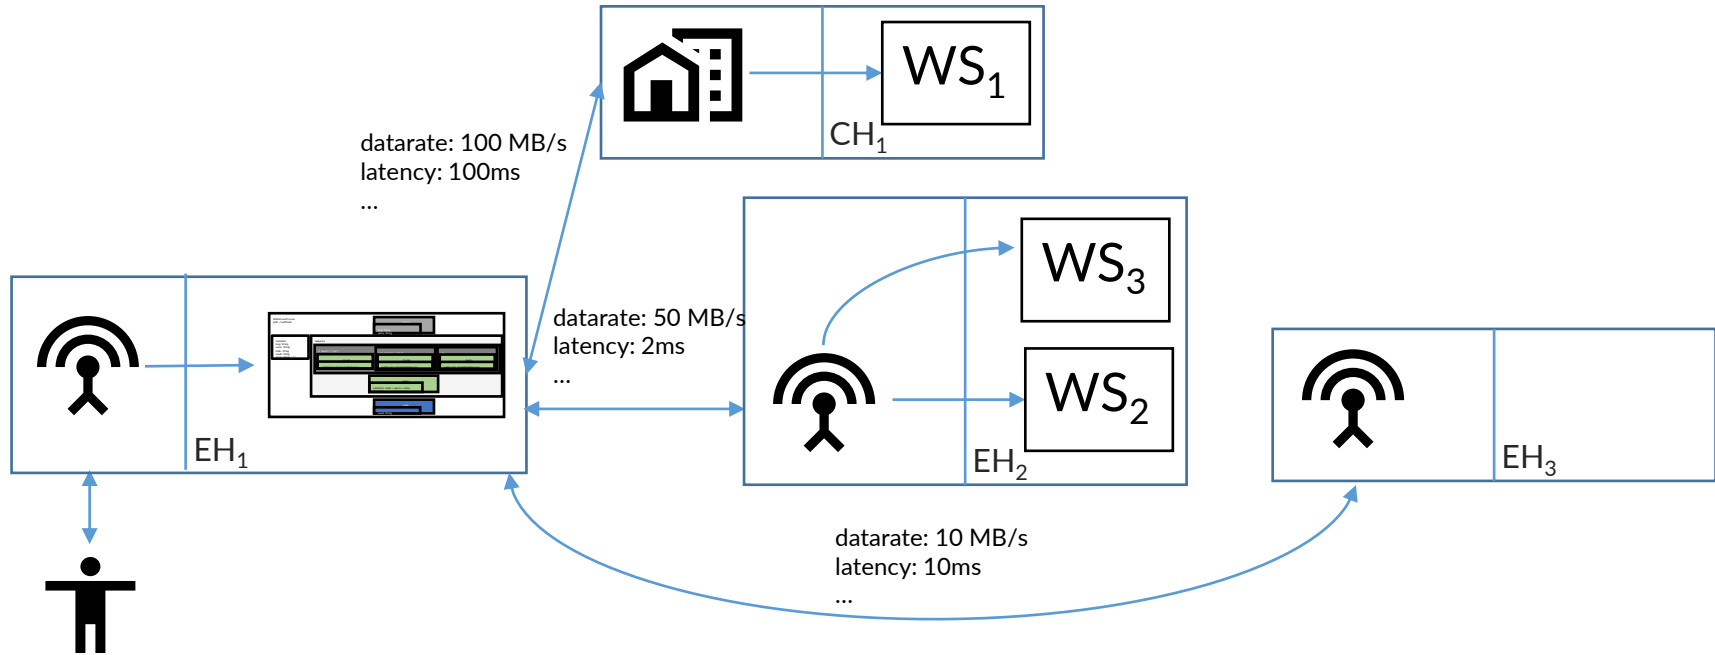 WS1
CH1
datarate: 100 MB/s
latency: 100ms
...
WS3
datarate: 50 MB/s
latency: 2ms
...
WS2
EH1
EH2
EH3
datarate: 10 MB/s
latency: 10ms
...